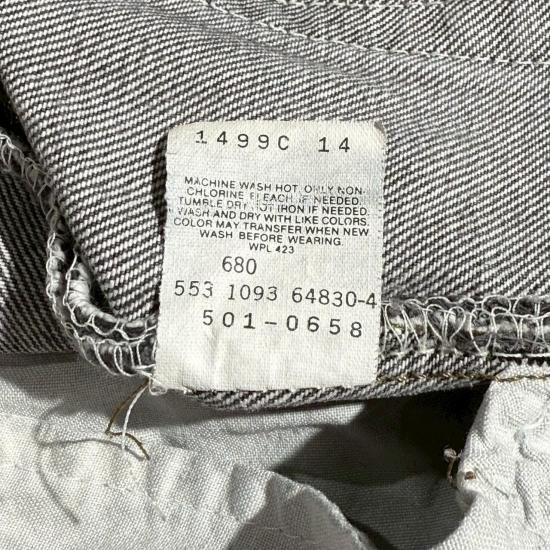 1499C 14
MACHINE WASH HOT. ONLY NON-
CHLORINE BLEACH IF NEEDED.
TUMBLE DRY. HOT IRON IF NEEDED.
WASH AND DRY WITH LIKE COLORS.
COLOR MAY TRANSFER WHEN NEW
WASH BEFORE WEARING.
WPL 423
680
553 1093 64830-4
501-0658